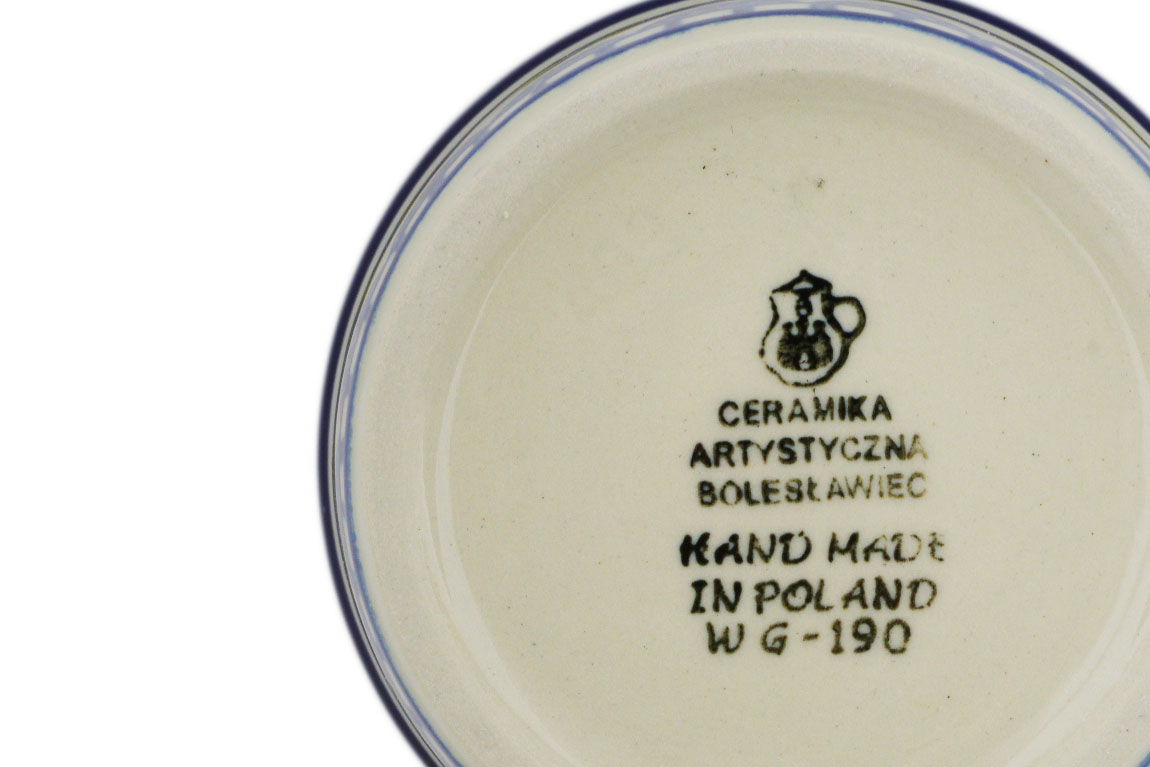 CERAMIKA
ARTYSTYCZNA
BOLESŁAWIEC
HAND MADE
IN POLAND
WG-190